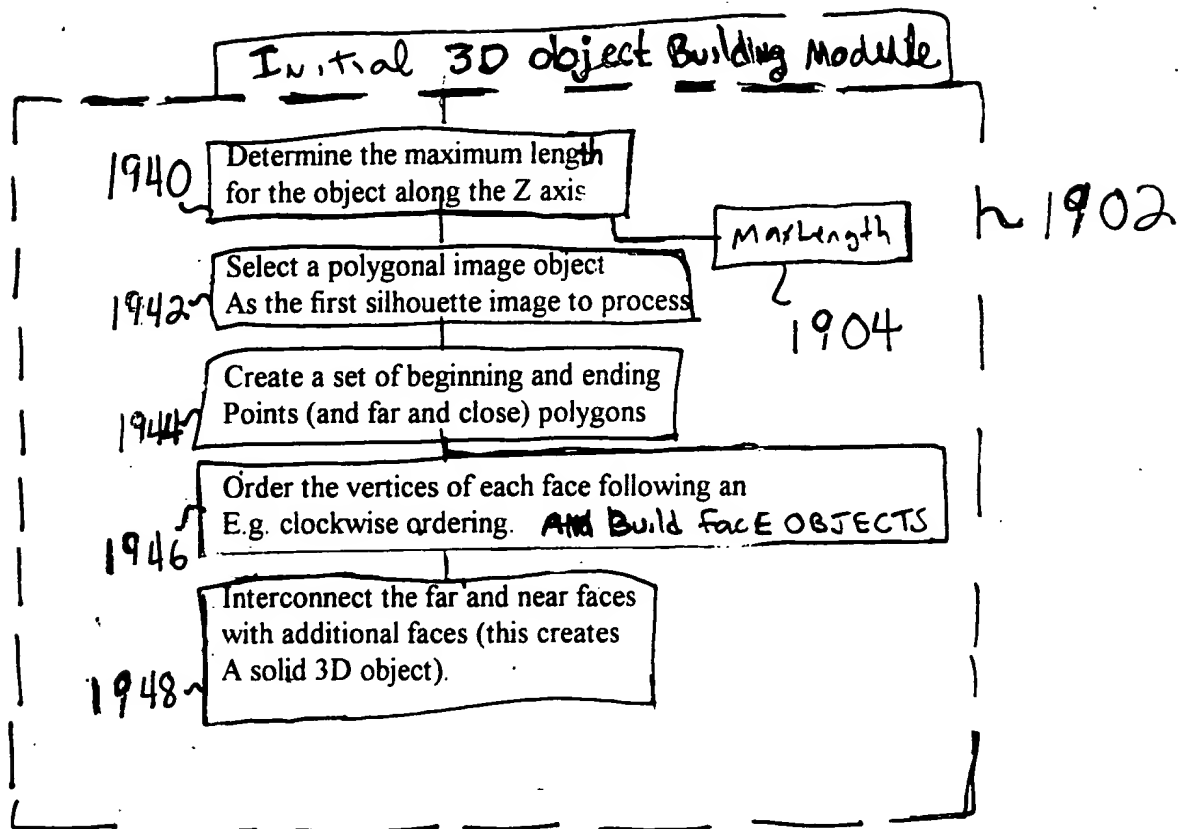 Initial 3D object Building Module
1940
Determine the maximum length
for the object along the Z axis
1902
MaxLength
1904
1942
Select a polygonal image object
As the first silhouette image to process
1944
Create a set of beginning and ending
Points (and far and close) polygons
1946
Order the vertices of each face following an
E.g. clockwise ordering. And Build FacE OBJECTS
1948
Interconnect the far and near faces
with additional faces (this creates
A solid 3D object).